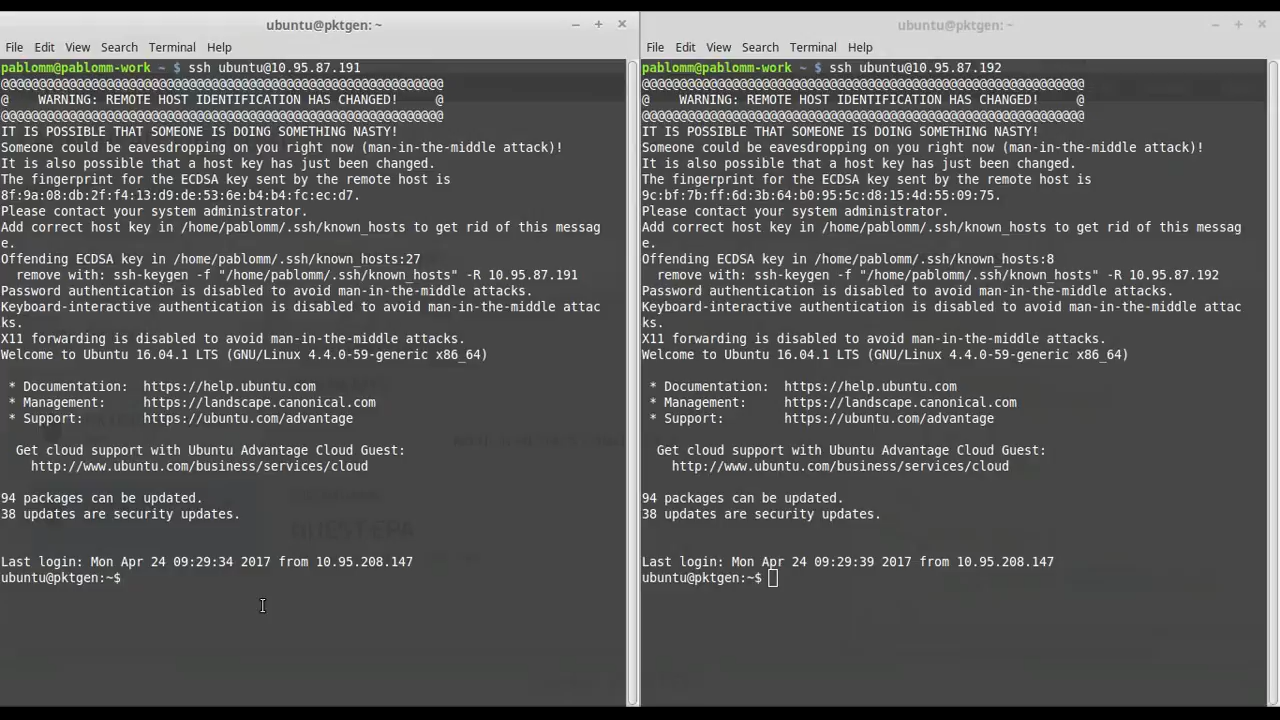 ubuntu@pktgen: ~
File Edit View Search Terminal Help
pablomm@pablomm-work ~ $ ssh ubuntu@10.95.87.191
@@@@@@@@@@@@@@@@@@@@@@@@@@@@@@@@@@@@@@@@@@@@@@@@@@@@@@@@@@@
@    WARNING: REMOTE HOST IDENTIFICATION HAS CHANGED!     @
@@@@@@@@@@@@@@@@@@@@@@@@@@@@@@@@@@@@@@@@@@@@@@@@@@@@@@@@@@@
IT IS POSSIBLE THAT SOMEONE IS DOING SOMETHING NASTY!
Someone could be eavesdropping on you right now (man-in-the-middle attack)!
It is also possible that a host key has just been changed.
The fingerprint for the ECDSA key sent by the remote host is
8f:9a:08:db:2f:f4:13:d9:de:53:6e:b4:b4:fc:ec:d7.
Please contact your system administrator.
Add correct host key in /home/pablomm/.ssh/known_hosts to get rid of this messag
e.
Offending ECDSA key in /home/pablomm/.ssh/known_hosts:27
  remove with: ssh-keygen -f "/home/pablomm/.ssh/known_hosts" -R 10.95.87.191
Password authentication is disabled to avoid man-in-the-middle attacks.
Keyboard-interactive authentication is disabled to avoid man-in-the-middle attac
ks.
X11 forwarding is disabled to avoid man-in-the-middle attacks.
Welcome to Ubuntu 16.04.1 LTS (GNU/Linux 4.4.0-59-generic x86_64)
 * Documentation:  https://help.ubuntu.com
 * Management:     https://landscape.canonical.com
 * Support:        https://ubuntu.com/advantage
  Get cloud support with Ubuntu Advantage Cloud Guest:
    http://www.ubuntu.com/business/services/cloud
94 packages can be updated.
38 updates are security updates.
Last login: Mon Apr 24 09:29:34 2017 from 10.95.208.147
ubuntu@pktgen:~$
ubuntu@pktgen: ~
File Edit View Search Terminal Help
pablomm@pablomm-work ~ $ ssh ubuntu@10.95.87.192
@@@@@@@@@@@@@@@@@@@@@@@@@@@@@@@@@@@@@@@@@@@@@@@@@@@@@@@@@@@
@    WARNING: REMOTE HOST IDENTIFICATION HAS CHANGED!     @
@@@@@@@@@@@@@@@@@@@@@@@@@@@@@@@@@@@@@@@@@@@@@@@@@@@@@@@@@@@
IT IS POSSIBLE THAT SOMEONE IS DOING SOMETHING NASTY!
Someone could be eavesdropping on you right now (man-in-the-middle attack)!
It is also possible that a host key has just been changed.
The fingerprint for the ECDSA key sent by the remote host is
9c:bf:7b:ff:6d:3b:64:b0:95:5c:d8:15:4d:55:09:75.
Please contact your system administrator.
Add correct host key in /home/pablomm/.ssh/known_hosts to get rid of this messag
e.
Offending ECDSA key in /home/pablomm/.ssh/known_hosts:8
  remove with: ssh-keygen -f "/home/pablomm/.ssh/known_hosts" -R 10.95.87.192
Password authentication is disabled to avoid man-in-the-middle attacks.
Keyboard-interactive authentication is disabled to avoid man-in-the-middle attac
ks.
X11 forwarding is disabled to avoid man-in-the-middle attacks.
Welcome to Ubuntu 16.04.1 LTS (GNU/Linux 4.4.0-59-generic x86_64)
 * Documentation:  https://help.ubuntu.com
 * Management:     https://landscape.canonical.com
 * Support:        https://ubuntu.com/advantage
  Get cloud support with Ubuntu Advantage Cloud Guest:
    http://www.ubuntu.com/business/services/cloud
94 packages can be updated.
38 updates are security updates.
Last login: Mon Apr 24 09:29:39 2017 from 10.95.208.147
ubuntu@pktgen:~$